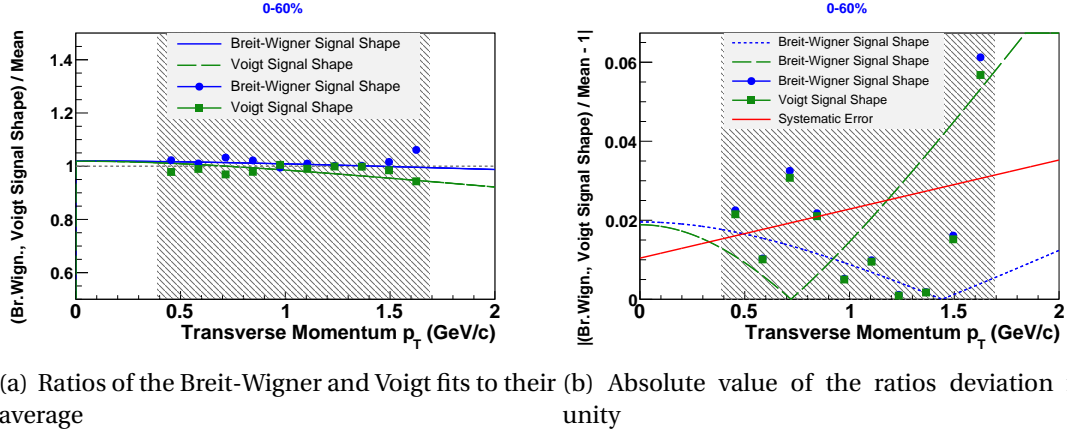 0-60%
(Br.Wign., Voigt Signal Shape) / Mean
1.4
1.2
1
0.8
0.6
Breit-Wigner Signal Shape
Voigt Signal Shape
Breit-Wigner Signal Shape
Voigt Signal Shape
0 0.5 1 1.5 2
Transverse Momentum p_T (GeV/c)
(a) Ratios of the Breit-Wigner and Voigt fits to their
average
0-60%
|(Br.Wign., Voigt Signal Shape) / Mean - 1|
0.06
0.04
0.02
0
Breit-Wigner Signal Shape
Breit-Wigner Signal Shape
Breit-Wigner Signal Shape
Voigt Signal Shape
Systematic Error
0 0.5 1 1.5 2
Transverse Momentum p_T (GeV/c)
(b) Absolute value of the ratios deviation
unity